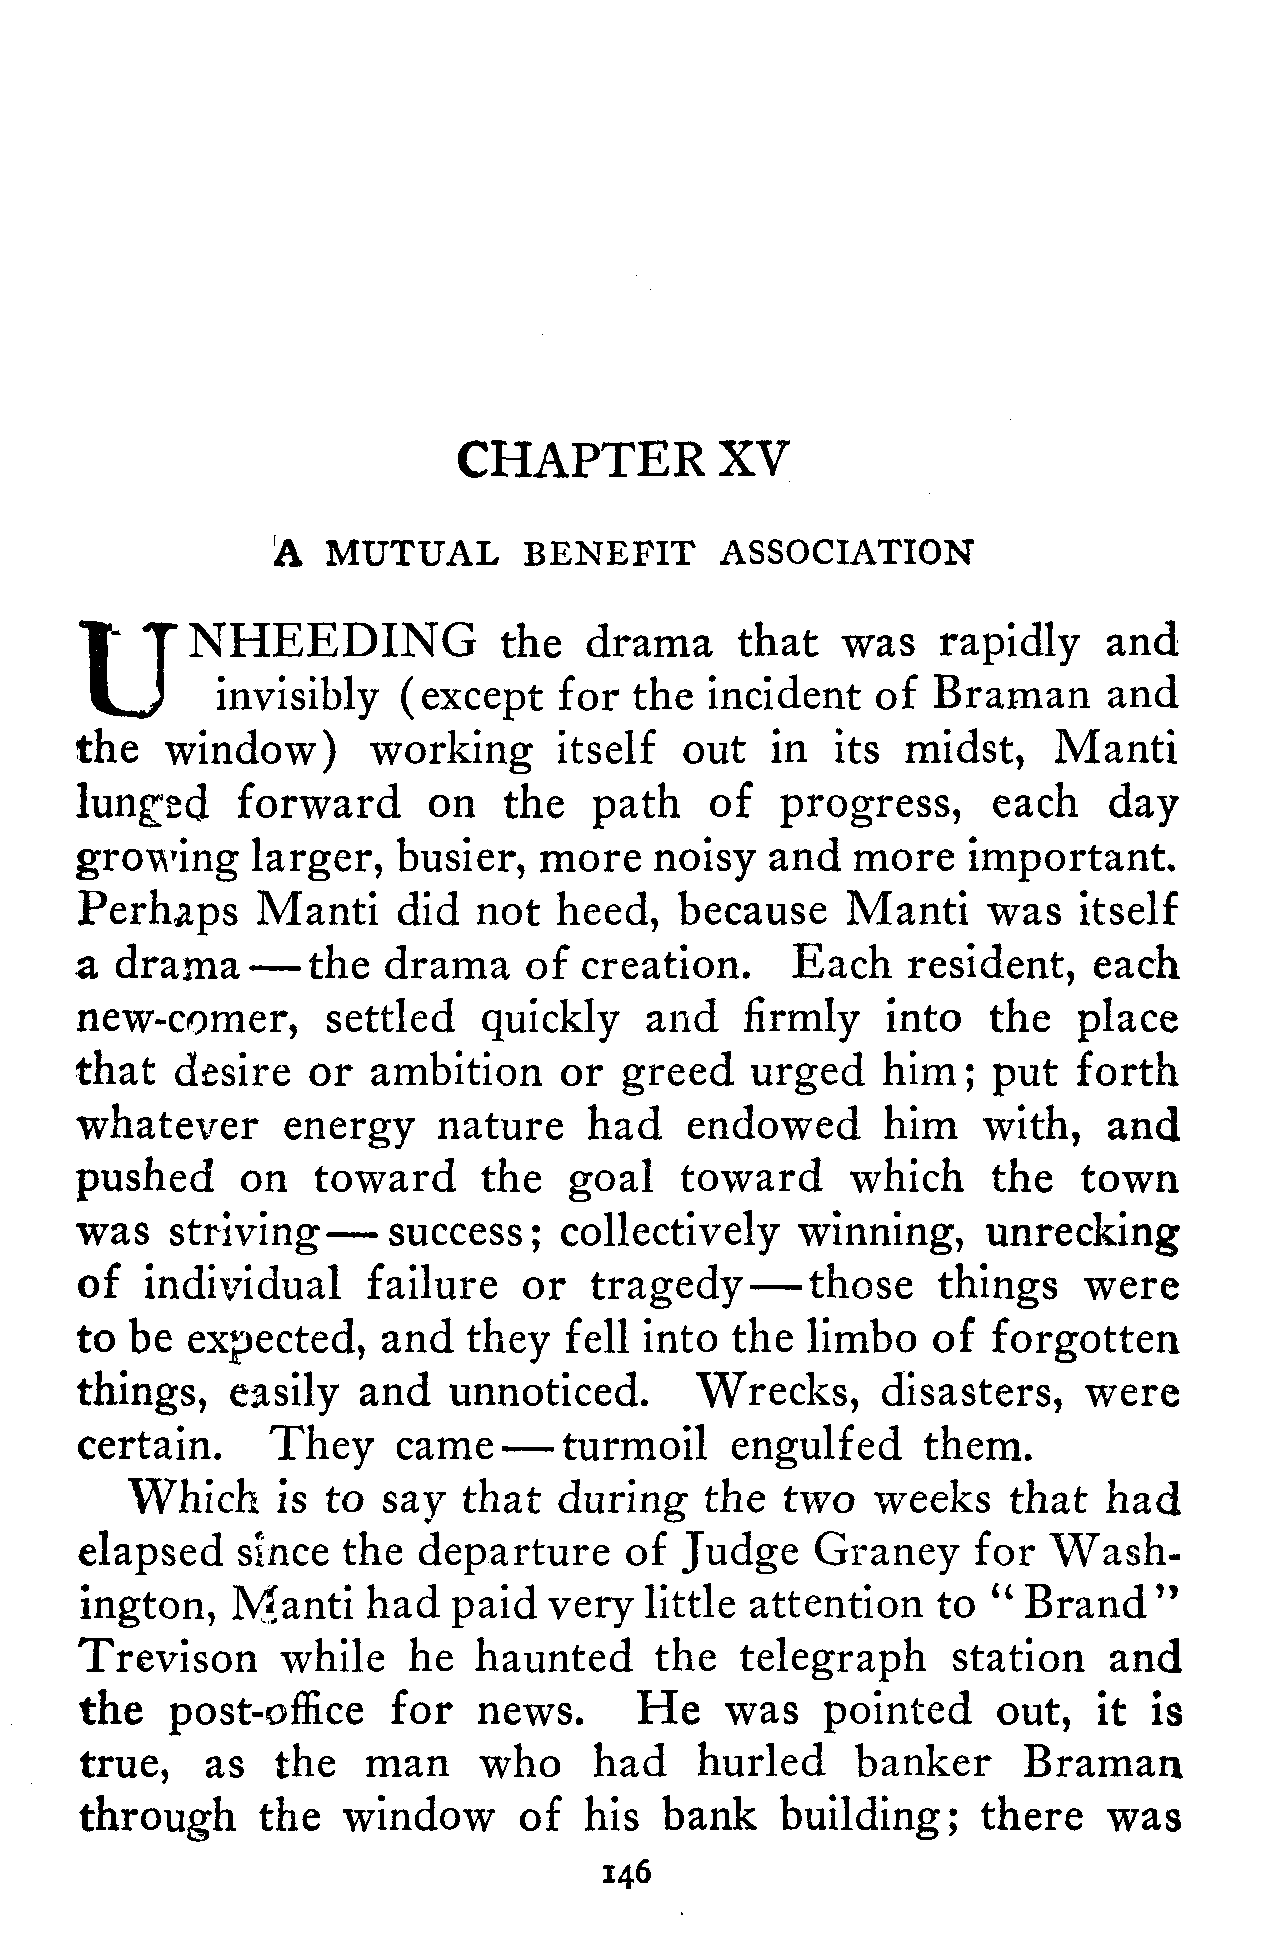 CHAPTER XV
A MUTUAL BENEFIT ASSOCIATION
UNHEEDING the drama that was rapidly and
invisibly (except for the incident of Braman and
the window) working itself out in its midst, Manti
lunged forward on the path of progress, each day
growing larger, busier, more noisy and more important.
Perhaps Manti did not heed, because Manti was itself
a drama — the drama of creation. Each resident, each
new-comer, settled quickly and firmly into the place
that desire or ambition or greed urged him; put forth
whatever energy nature had endowed him with, and
pushed on toward the goal toward which the town
was striving — success; collectively winning, unrecking
of individual failure or tragedy — those things were
to be expected, and they fell into the limbo of forgotten
things, easily and unnoticed. Wrecks, disasters, were
certain. They came — turmoil engulfed them.
Which is to say that during the two weeks that had
elapsed since the departure of Judge Graney for Wash-
ington, Manti had paid very little attention to “Brand”
Trevison while he haunted the telegraph station and
the post-office for news. He was pointed out, it is
true, as the man who had hurled banker Braman
through the window of his bank building; there was
146